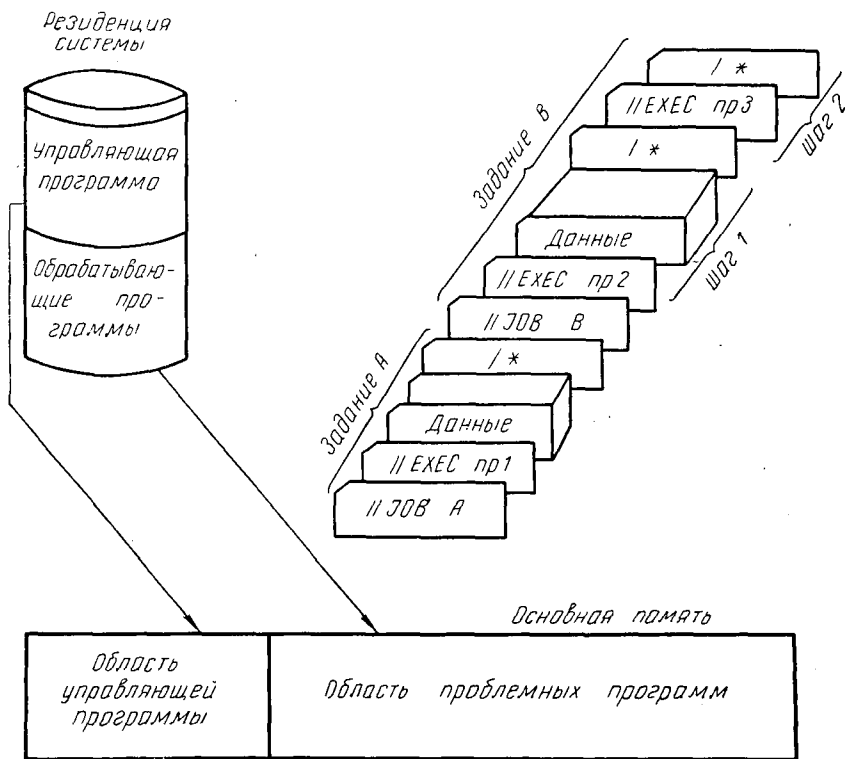 Резиденция
системы
Управляющая
программа
Обрабатываю-
щие про-
граммы
Задание В
/ *
// EXEC пр3
Шаг 2
/ *
Данные
Шаг 1
// EXEC пр2
// JOB В
Задание А
/ *
Данные
// EXEC пр1
// JOB А
Основная память
Область
управляющей
программы
Область проблемных программ